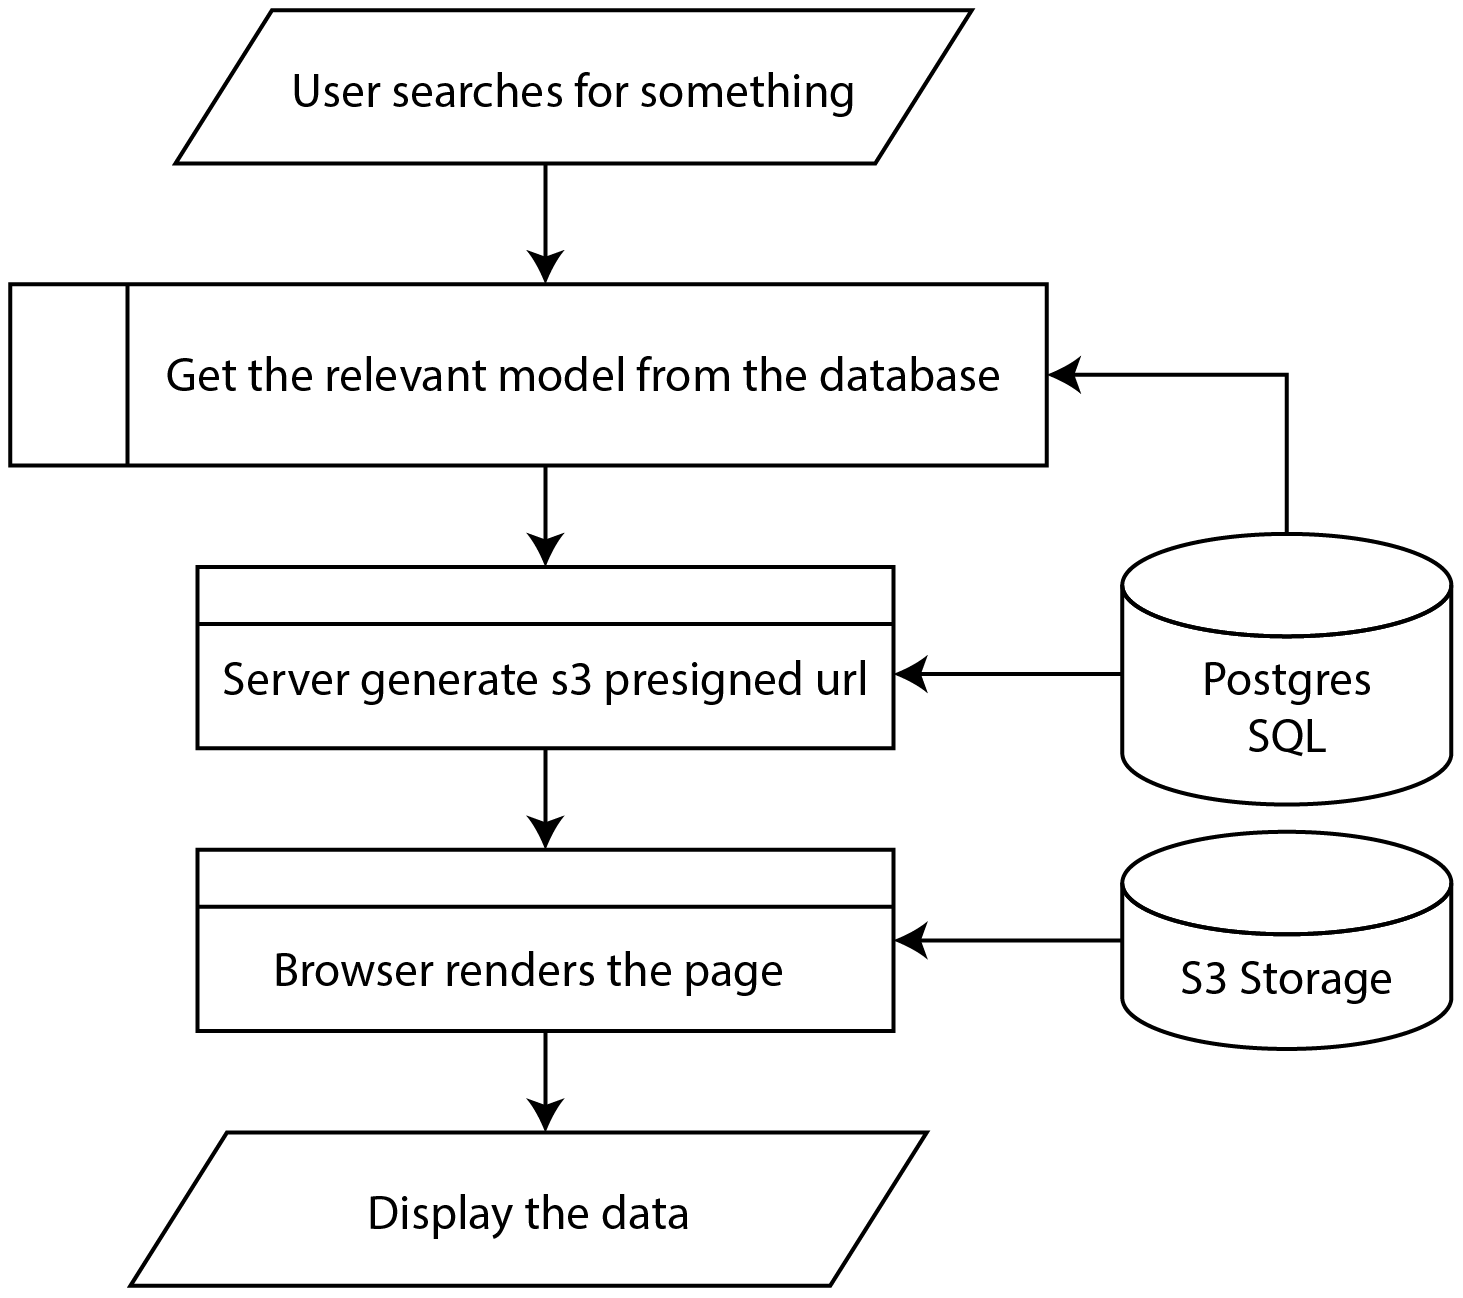 User searches for something
Get the relevant model from the database
Server generate s3 presigned url
Postgres
SQL
Browser renders the page
S3 Storage
Display the data